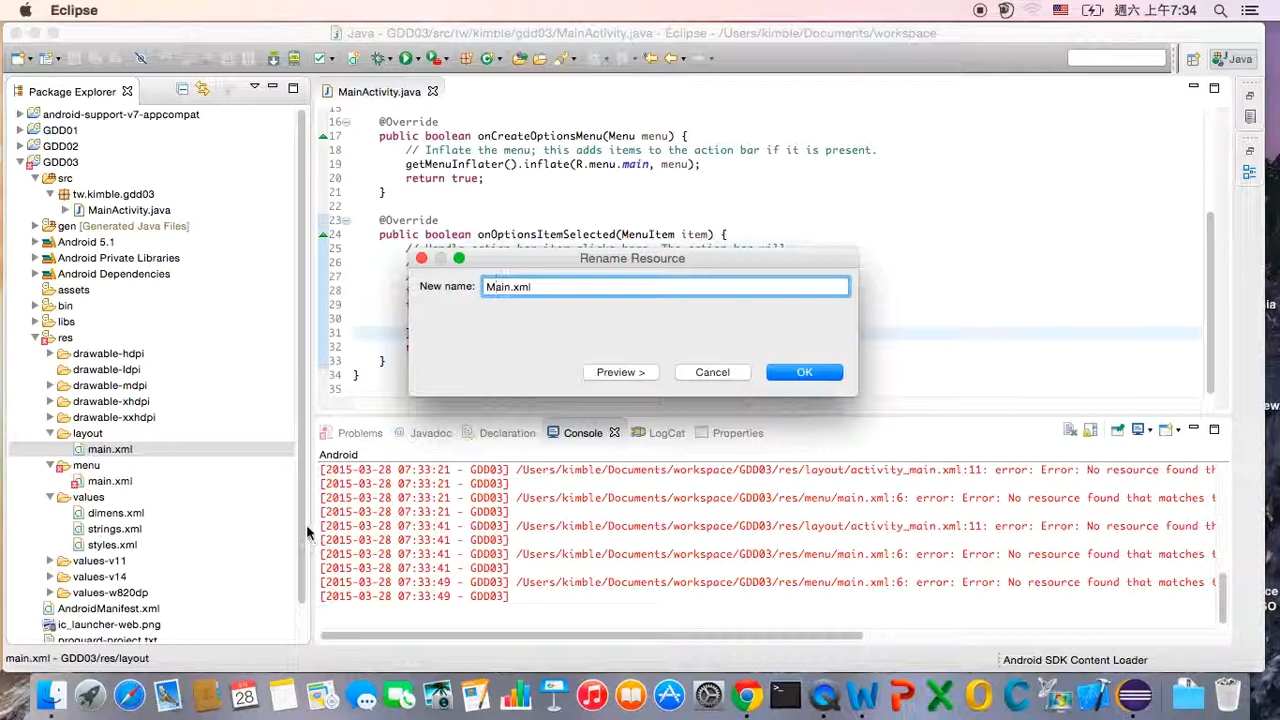 Eclipse
週六 上午7:34
Java - GDD03/src/tw/kimble/gdd03/MainActivity.java - Eclipse - /Users/kimble/Documents/workspace
Java
Package Explorer
MainActivity.java
android-support-v7-appcompat
GDD01
GDD02
GDD03
src
tw.kimble.gdd03
MainActivity.java
gen [Generated Java Files]
Android 5.1
Android Private Libraries
Android Dependencies
assets
bin
libs
res
drawable-hdpi
drawable-ldpi
drawable-mdpi
drawable-xhdpi
drawable-xxhdpi
layout
main.xml
menu
main.xml
values
dimens.xml
strings.xml
styles.xml
values-v11
values-v14
values-w820dp
AndroidManifest.xml
ic_launcher-web.png
proguard-project.txt
15
16 @Override
17 public boolean onCreateOptionsMenu(Menu menu) {
18 // Inflate the menu; this adds items to the action bar if it is present.
19 getMenuInflater().inflate(R.menu.main, menu);
20 return true;
21 }
22
23 @Override
24 public boolean onOptionsItemSelected(MenuItem item) {
25
26
27
28
29
30
31
32
33 }
34 }
35
Rename Resource
New name: Main.xml
Preview >
Cancel
OK
Problems
Javadoc
Declaration
Console
LogCat
Properties
Android
[2015-03-28 07:33:21 - GDD03] /Users/kimble/Documents/workspace/GDD03/res/layout/activity_main.xml:11: error: Error: No resource found th
[2015-03-28 07:33:21 - GDD03]
[2015-03-28 07:33:21 - GDD03] /Users/kimble/Documents/workspace/GDD03/res/menu/main.xml:6: error: Error: No resource found that matches t
[2015-03-28 07:33:21 - GDD03]
[2015-03-28 07:33:41 - GDD03] /Users/kimble/Documents/workspace/GDD03/res/layout/activity_main.xml:11: error: Error: No resource found th
[2015-03-28 07:33:41 - GDD03]
[2015-03-28 07:33:41 - GDD03] /Users/kimble/Documents/workspace/GDD03/res/menu/main.xml:6: error: Error: No resource found that matches t
[2015-03-28 07:33:41 - GDD03]
[2015-03-28 07:33:49 - GDD03] /Users/kimble/Documents/workspace/GDD03/res/menu/main.xml:6: error: Error: No resource found that matches t
[2015-03-28 07:33:49 - GDD03]
main.xml - GDD03/res/layout
Android SDK Content Loader
28